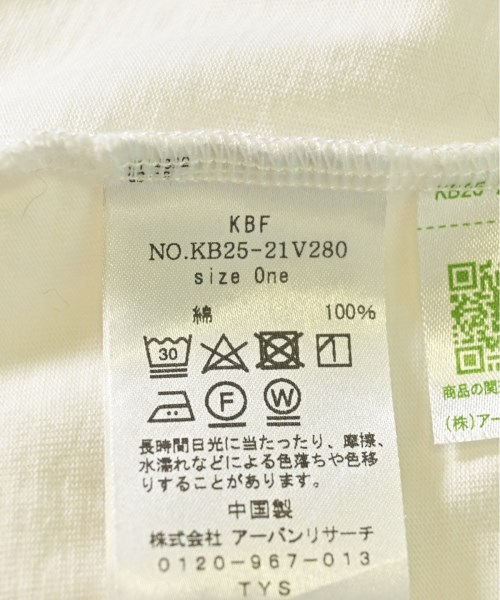 KBF
NO.KB25-21V280
size One
綿 100%
30
F W
長時間日光に当たったり、摩擦、
水濡れなどによる色落ちや色移
りすることがあります。
中国製
株式会社 アーバンリサーチ
0120-967-013
TYS
KB25
商品の関
(株)アー